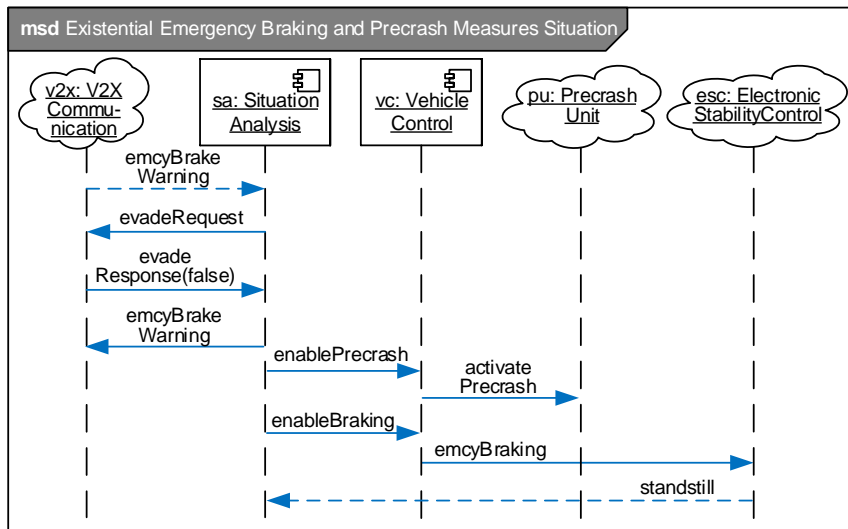 msd Existential Emergency Braking and Precrash Measures Situation
v2x: V2X
Commu-
nication
sa: Situation
Analysis
vc: Vehicle
Control
pu: Precrash
Unit
esc: Electronic
StabilityControl
emcyBrake
Warning
evadeRequest
evade
Response(false)
emcyBrake
Warning
enablePrecrash
activate
Precrash
enableBraking
emcyBraking
standstill